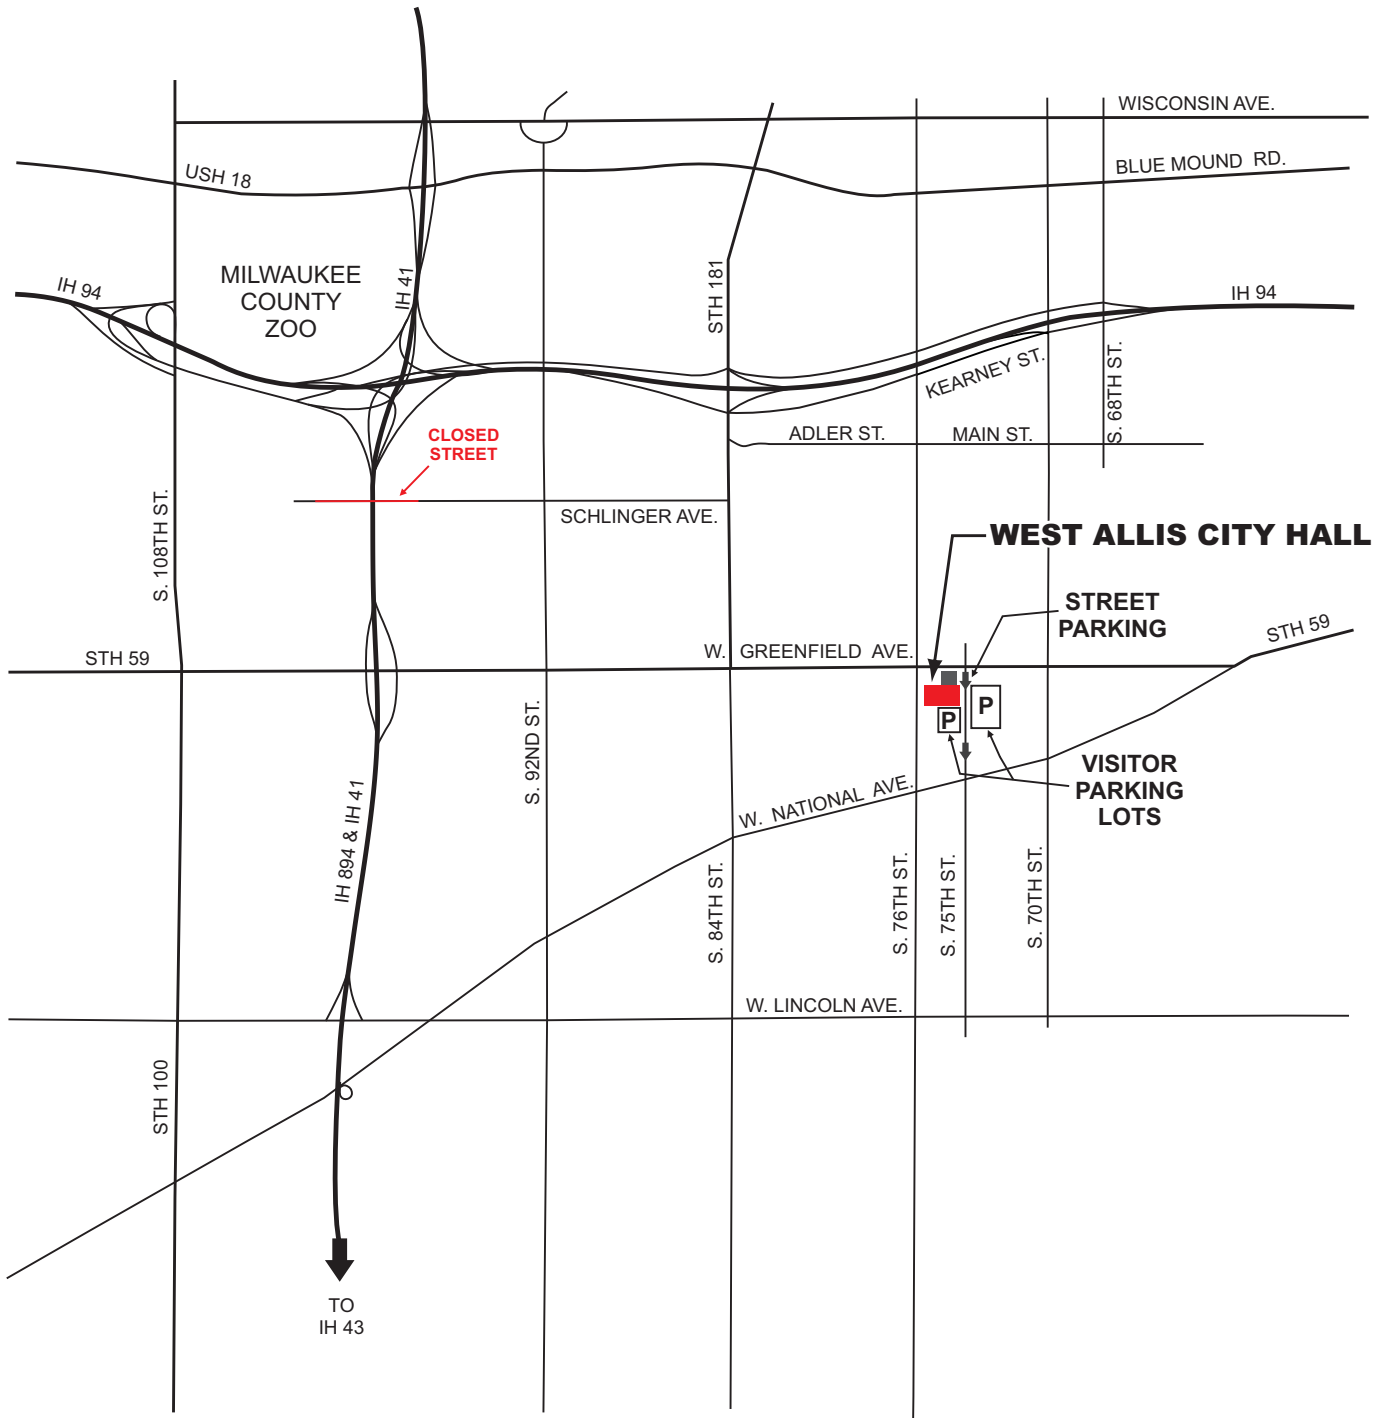 WISCONSIN AVE.
BLUE MOUND RD.
USH 18
MILWAUKEE
COUNTY
ZOO
IH 94
IH 41
STH 181
IH 94
KEARNEY ST.
S. 68TH ST.
ADLER ST.
MAIN ST.
CLOSED
STREET
SCHLINGER AVE.
S. 108TH ST.
WEST ALLIS CITY HALL
STREET
PARKING
STH 59
STH 59
W. GREENFIELD AVE.
P
P
VISITOR
PARKING
LOTS
S. 92ND ST.
W. NATIONAL AVE.
IH 894 & IH 41
S. 84TH ST.
S. 76TH ST.
S. 75TH ST.
S. 70TH ST.
W. LINCOLN AVE.
STH 100
TO
IH 43